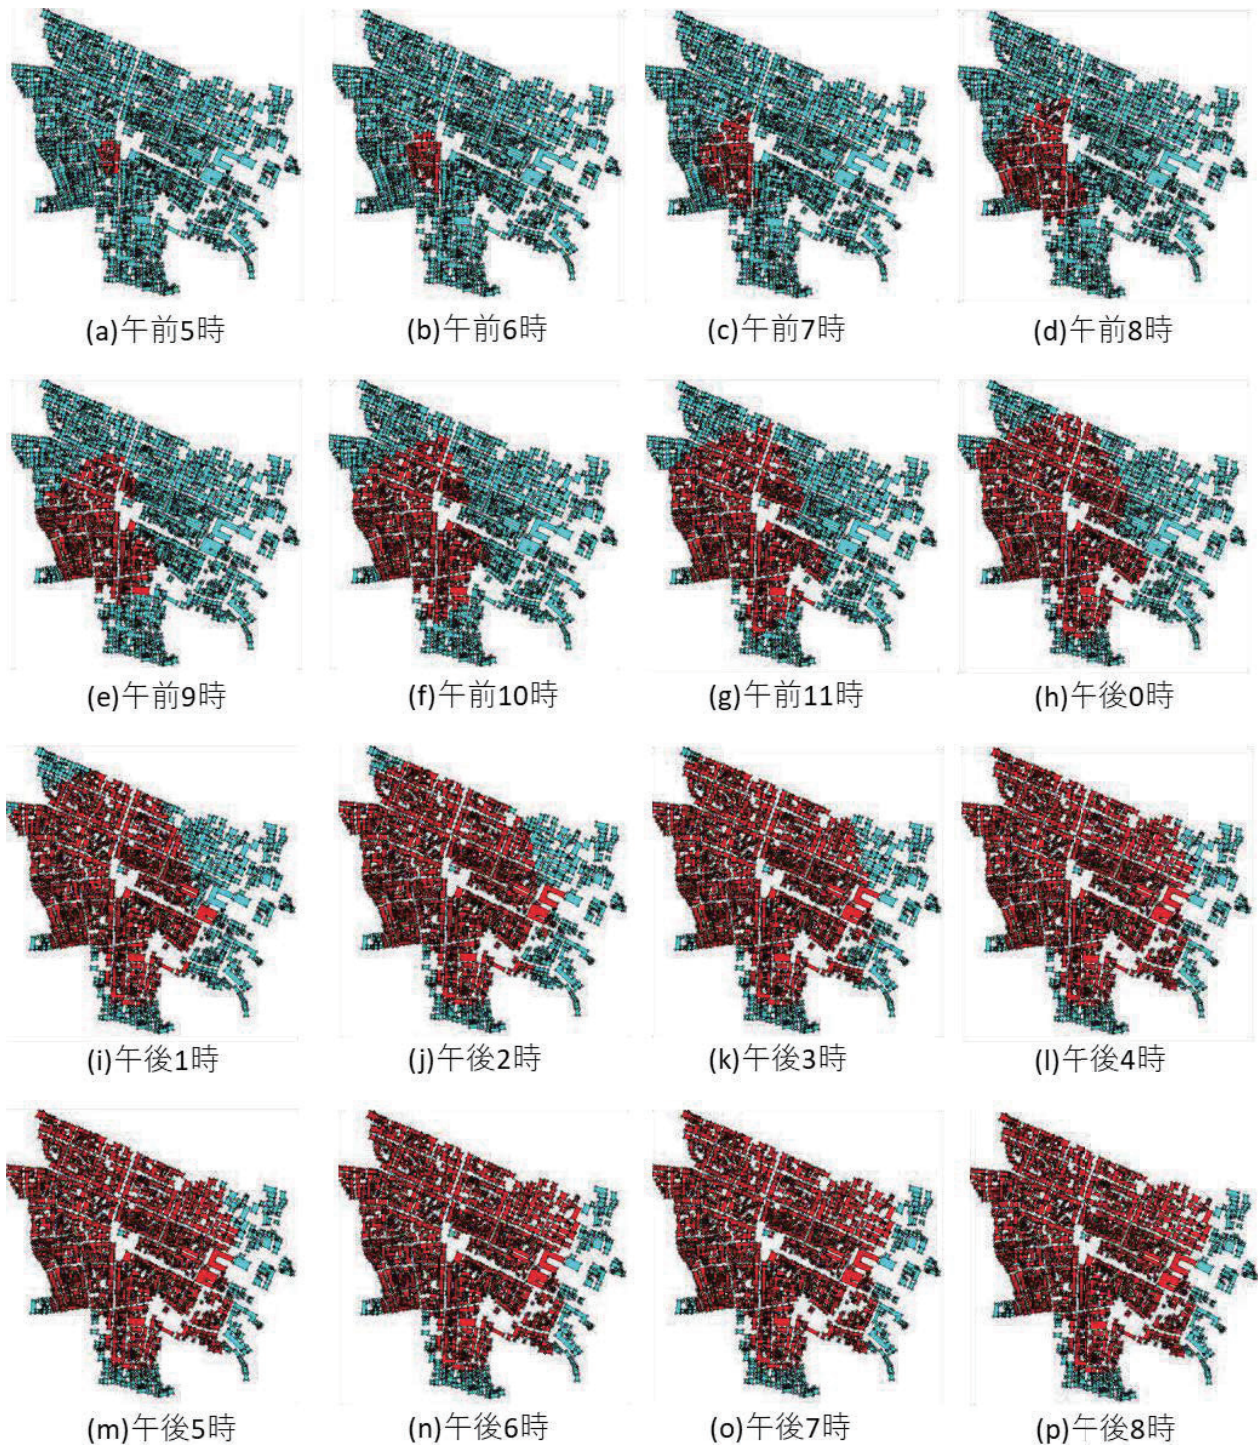 (a)午前5時
(b)午前6時
(c)午前7時
(d)午前8時
(e)午前9時
(f)午前10時
(g)午前11時
(h)午後0時
(i)午後1時
(j)午後2時
(k)午後3時
(l)午後4時
(m)午後5時
(n)午後6時
(o)午後7時
(p)午後8時